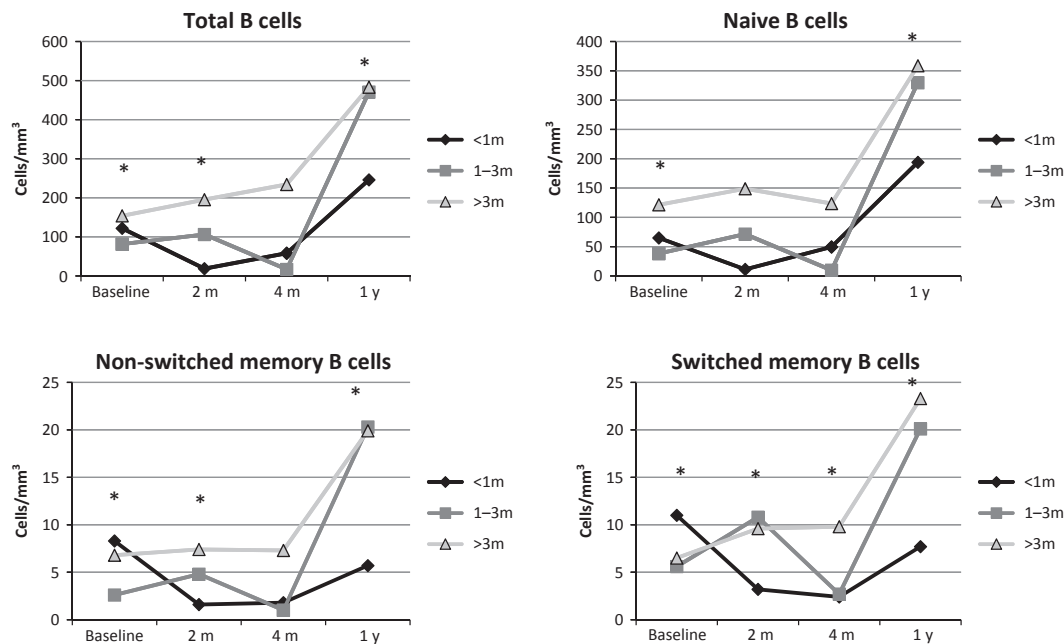 Total B cells
600
500
400
300
200
100
0
Cells/mm³
*
*
*
Baseline
2 m
4 m
1 y
<1m
1–3m
>3m
Naive B cells
400
350
300
250
200
150
100
50
0
Cells/mm³
*
*
Baseline
2 m
4 m
1 y
<1m
1–3m
>3m
Non-switched memory B cells
25
20
15
10
5
0
Cells/mm³
*
*
*
Baseline
2 m
4 m
1 y
<1m
1–3m
>3m
Switched memory B cells
25
20
15
10
5
0
Cells/mm³
*
*
*
*
Baseline
2 m
4 m
1 y
<1m
1–3m
>3m